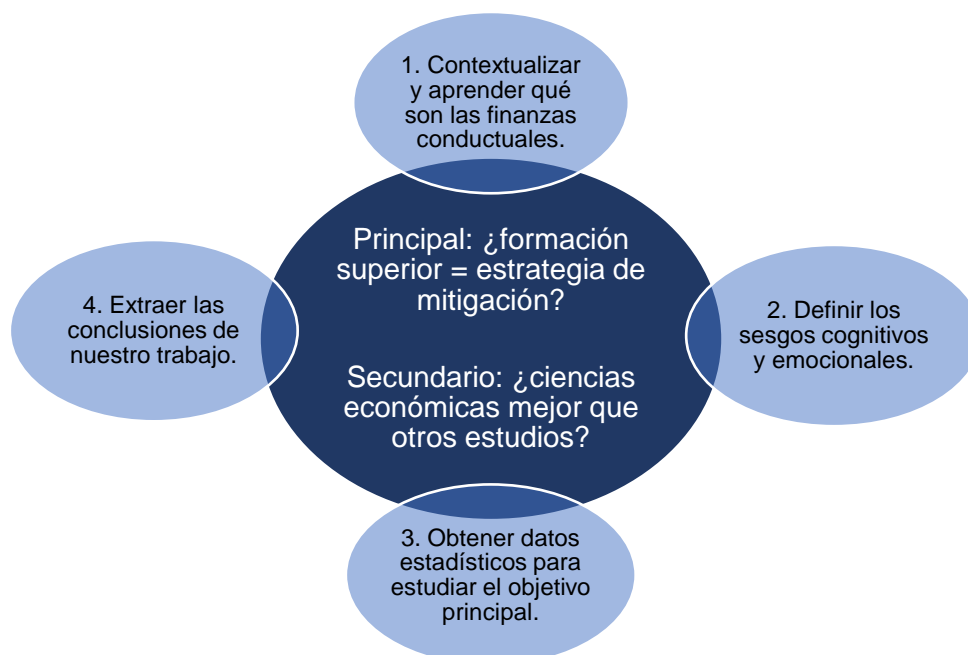 1. Contextualizar
y aprender qué
son las finanzas
conductuales.
Principal: ¿formación
superior = estrategia de
mitigación?
Secundario: ¿ciencias
económicas mejor que
otros estudios?
2. Definir los
sesgos cognitivos
y emocionales.
3. Obtener datos
estadísticos para
estudiar el objetivo
principal.
4. Extraer las
conclusiones de
nuestro trabajo.